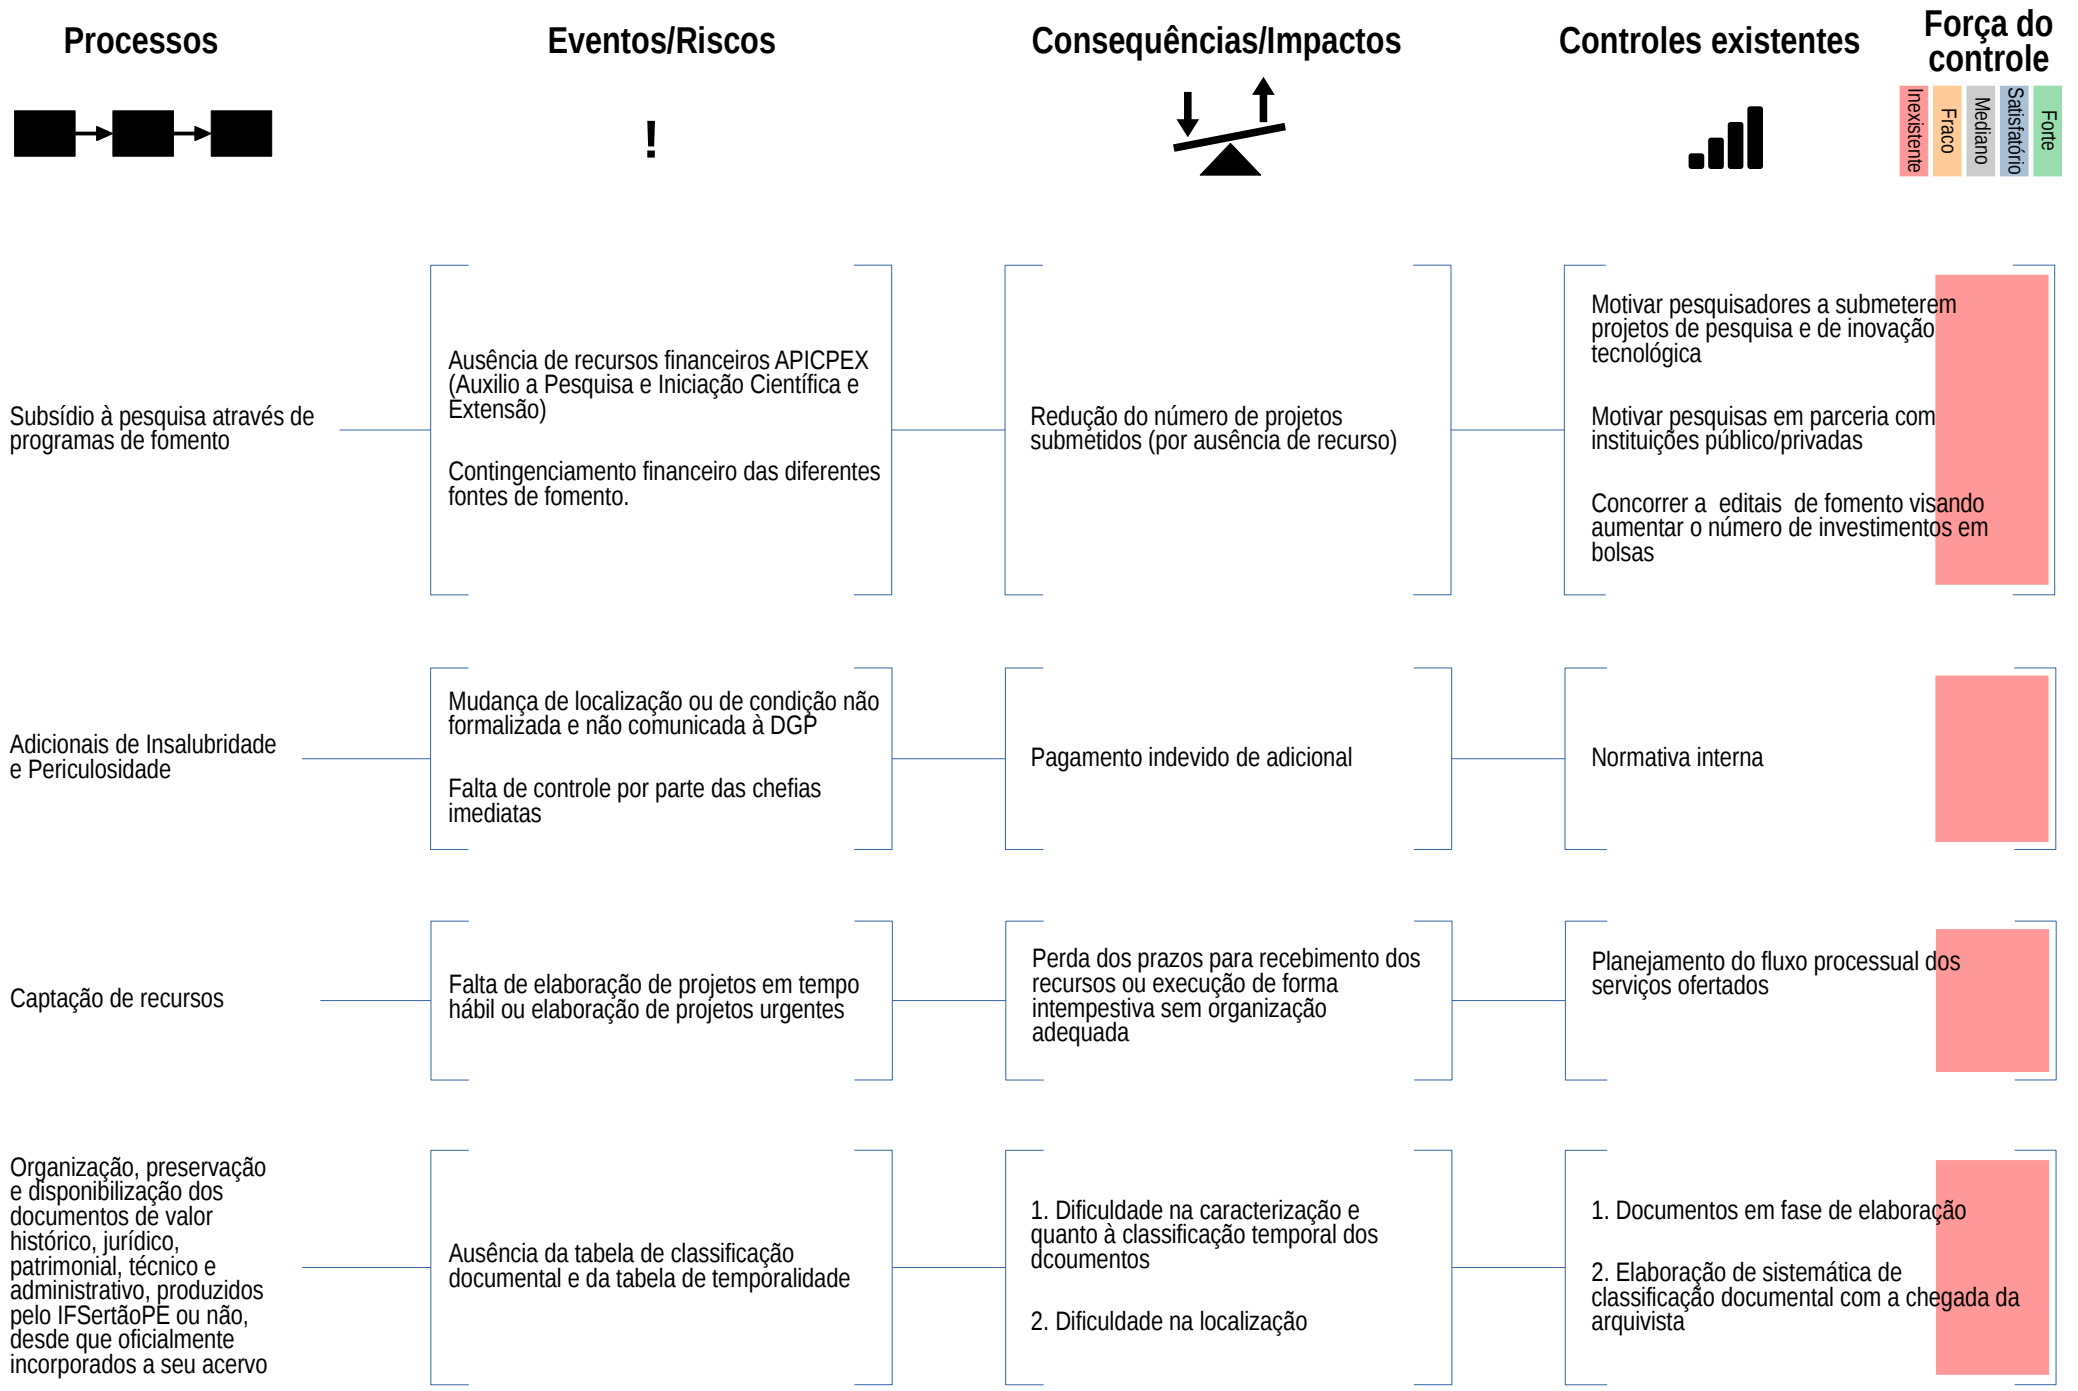 Processos
Eventos/Riscos
Consequências/Impactos
Controles existentes
Força do
controle
!
Inexistente
Fraco
Mediano
Satisfatório
Forte
Subsídio à pesquisa através de
programas de fomento
Ausência de recursos financeiros APICPEX
(Auxilio a Pesquisa e Iniciação Científica e
Extensão)
Contingenciamento financeiro das diferentes
fontes de fomento.
Redução do número de projetos
submetidos (por ausência de recurso)
Motivar pesquisadores a submeterem
projetos de pesquisa e de inovação
tecnológica
Motivar pesquisas em parceria com
instituições público/privadas
Concorrer a  editais  de fomento visando
aumentar o número de investimentos em
bolsas
Adicionais de Insalubridade
e Periculosidade
Mudança de localização ou de condição não
formalizada e não comunicada à DGP
Falta de controle por parte das chefias
imediatas
Pagamento indevido de adicional
Normativa interna
Captação de recursos
Falta de elaboração de projetos em tempo
hábil ou elaboração de projetos urgentes
Perda dos prazos para recebimento dos
recursos ou execução de forma
intempestiva sem organização
adequada
Planejamento do fluxo processual dos
serviços ofertados
Organização, preservação
e disponibilização dos
documentos de valor
histórico, jurídico,
patrimonial, técnico e
administrativo, produzidos
pelo IFSertãoPE ou não,
desde que oficialmente
incorporados a seu acervo
Ausência da tabela de classificação
documental e da tabela de temporalidade
1. Dificuldade na caracterização e
quanto à classificação temporal dos
dcoumentos
2. Dificuldade na localização
1. Documentos em fase de elaboração
2. Elaboração de sistemática de
classificação documental com a chegada da
arquivista